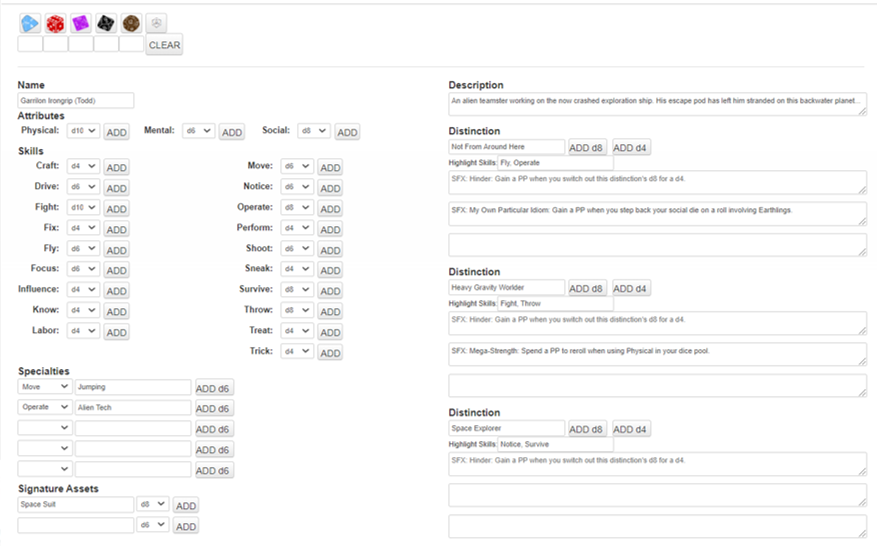 CLEAR
Name
Garrilon Irongrip (Todd)
Attributes
Physical: d10 ADD Mental: d6 ADD Social: d8 ADD
Skills
Craft: d4 ADD Move: d6 ADD
Drive: d6 ADD Notice: d6 ADD
Fight: d10 ADD Operate: d8 ADD
Fix: d4 ADD Perform: d4 ADD
Fly: d6 ADD Shoot: d6 ADD
Focus: d6 ADD Sneak: d4 ADD
Influence: d4 ADD Survive: d8 ADD
Know: d4 ADD Throw: d8 ADD
Labor: d4 ADD Treat: d4 ADD
Trick: d4 ADD
Specialties
Move Jumping ADD d6
Operate Alien Tech ADD d6
ADD d6
ADD d6
ADD d6
Signature Assets
Space Suit d8 ADD
d6 ADD
Description
An alien teamster working on the now crashed exploration ship. His escape pod has left him stranded on this backwater planet...
Distinction
Not From Around Here ADD d8 ADD d4
Highlight Skills: Fly, Operate
SFX: Hinder: Gain a PP when you switch out this distinction's d8 for a d4.
SFX: My Own Particular Idiom: Gain a PP when you step back your social die on a roll involving Earthlings.
Distinction
Heavy Gravity Worlder ADD d8 ADD d4
Highlight Skills: Fight, Throw
SFX: Hinder: Gain a PP when you switch out this distinction's d8 for a d4.
SFX: Mega-Strength: Spend a PP to reroll when using Physical in your dice pool.
Distinction
Space Explorer ADD d8 ADD d4
Highlight Skills: Notice, Survive
SFX: Hinder: Gain a PP when you switch out this distinction's d8 for a d4.